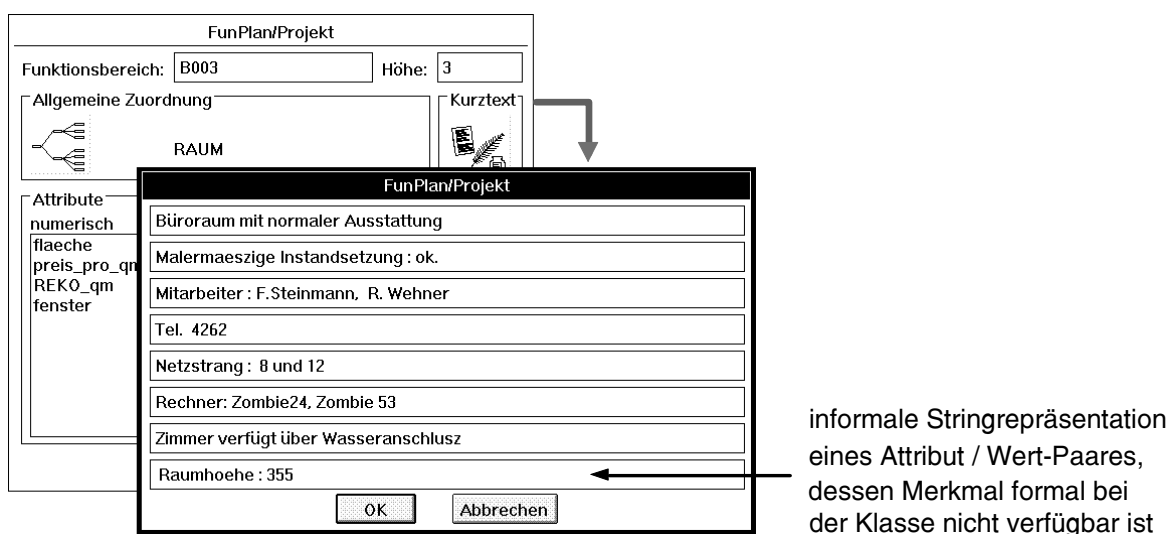 FunPlan/Projekt
Funktionsbereich: B003 Höhe: 3
Allgemeine Zuordnung
Kurztext
RAUM
Attribute
numerisch
flaeche
preis_pro_qm
REKO_qm
fenster
FunPlan/Projekt
Büroraum mit normaler Ausstattung
Malermaeszige Instandsetzung : ok.
Mitarbeiter : F.Steinmann, R. Wehner
Tel. 4262
Netzstrang : 8 und 12
Rechner: Zombie24, Zombie 53
Zimmer verfügt über Wasseranschlusz
Raumhoehe : 355
OK Abbrechen
informale Stringrepräsentation
eines Attribut / Wert-Paares,
dessen Merkmal formal bei
der Klasse nicht verfügbar ist